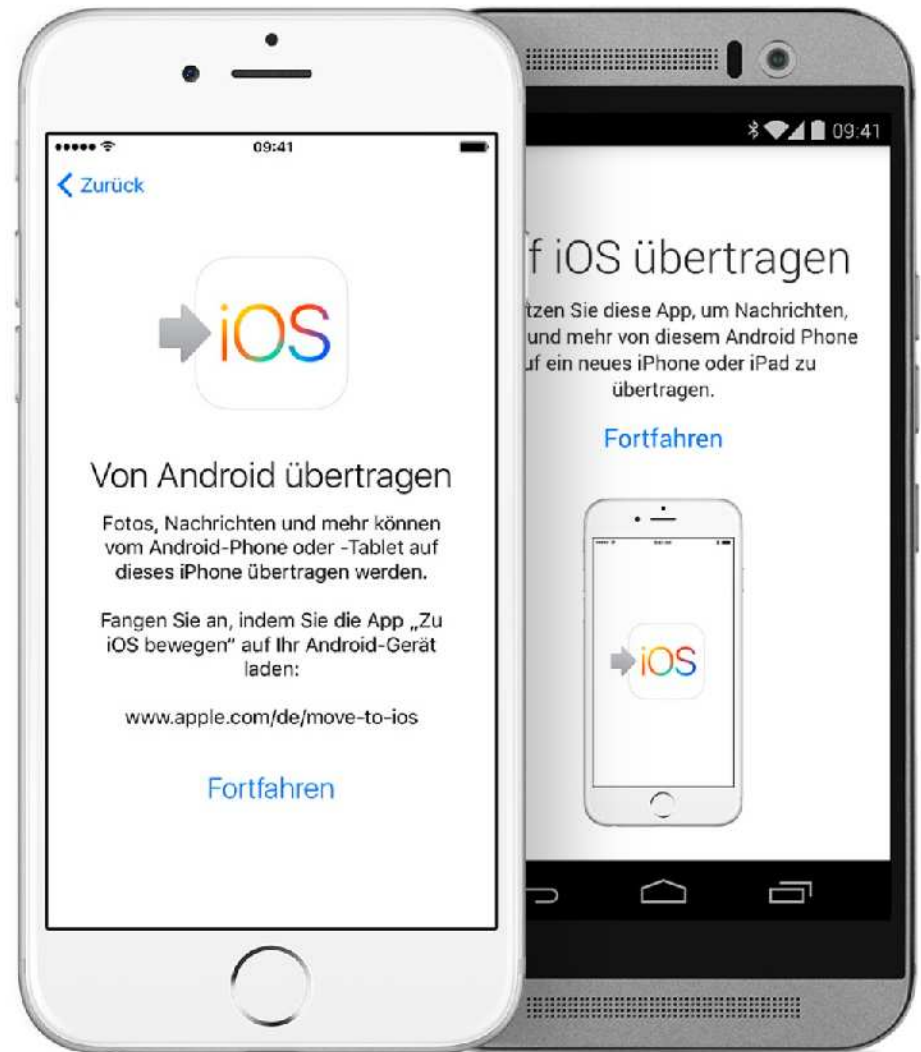 09:41
Zurück
iOS
Von Android übertragen
Fotos, Nachrichten und mehr können
vom Android-Phone oder -Tablet auf
dieses iPhone übertragen werden.
Fangen Sie an, indem Sie die App „Zu
iOS bewegen“ auf Ihr Android-Gerät
laden:
www.apple.com/de/move-to-ios
Fortfahren
09:41
iOS übertragen
Sie diese App, um Nachrichten,
und mehr von diesem Android Phone
ein neues iPhone oder iPad zu
übertragen.
Fortfahren
iOS